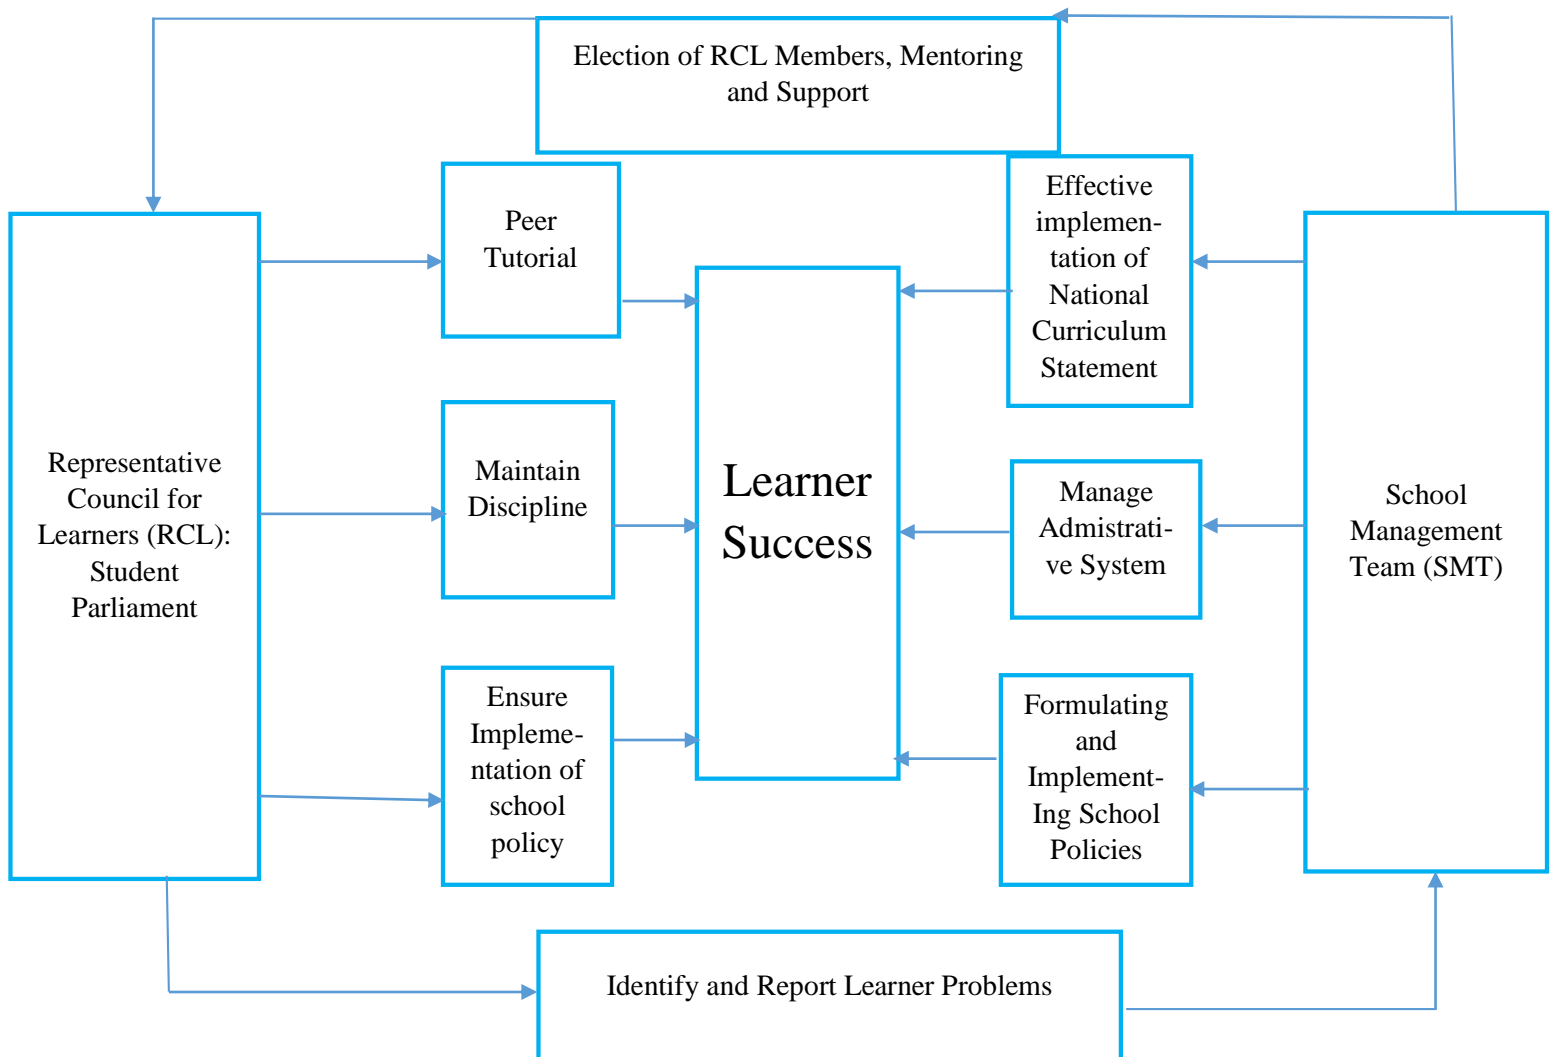 Election of RCL Members, Mentoring
and Support
Peer
Tutorial
Effective
implemen-
tation of
National
Curriculum
Statement
Representative
Council for
Learners (RCL):
Student
Parliament
Maintain
Discipline
Learner
Success
Manage
Admistrati-
ve System
School
Management
Team (SMT)
Ensure
Impleme-
ntation of
school
policy
Formulating
and
Implement-
Ing School
Policies
Identify and Report Learner Problems